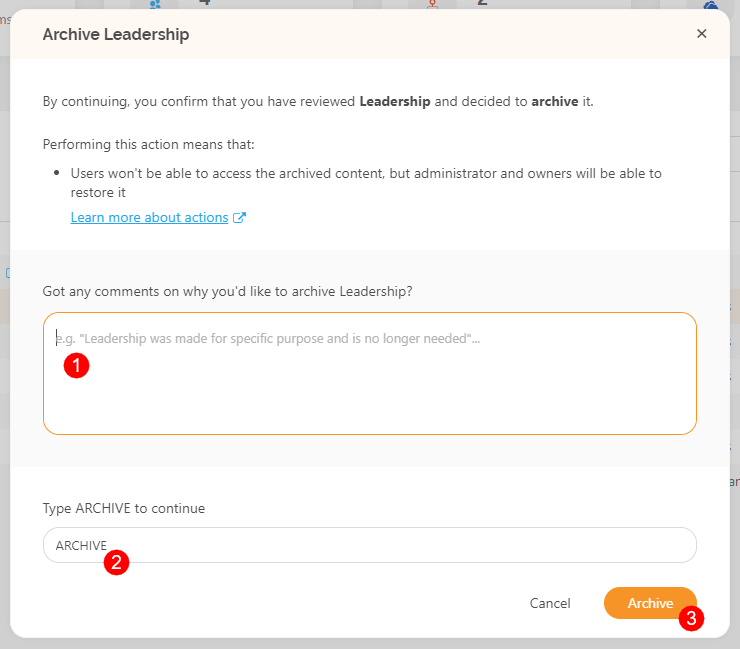 ms
4
2
Archive Leadership
By continuing, you confirm that you have reviewed Leadership and decided to archive it.
Performing this action means that:
• Users won't be able to access the archived content, but administrator and owners will be able to
restore it
Learn more about actions
Got any comments on why you'd like to archive Leadership?
e.g. "Leadership was made for specific purpose and is no longer needed"...
1
Type ARCHIVE to continue
ARCHIVE
2
Cancel
Archive
3